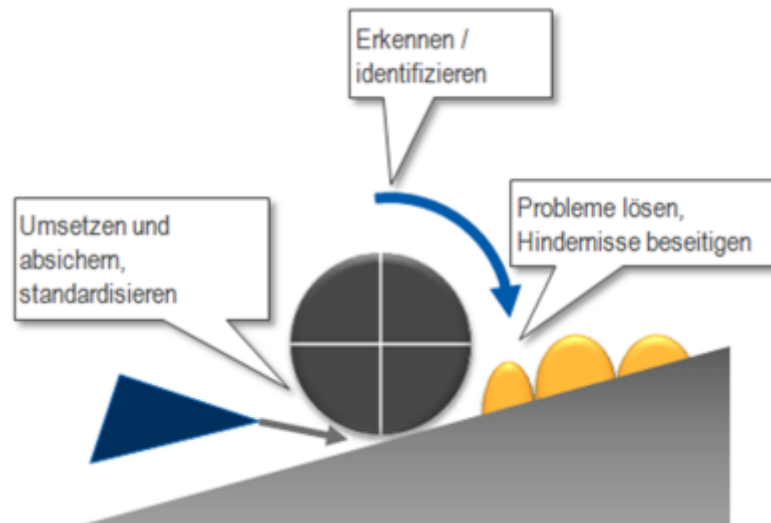 Erkennen /
identifizieren
Umsetzen und
absichern,
standardisieren
Probleme lösen,
Hindernisse beseitigen